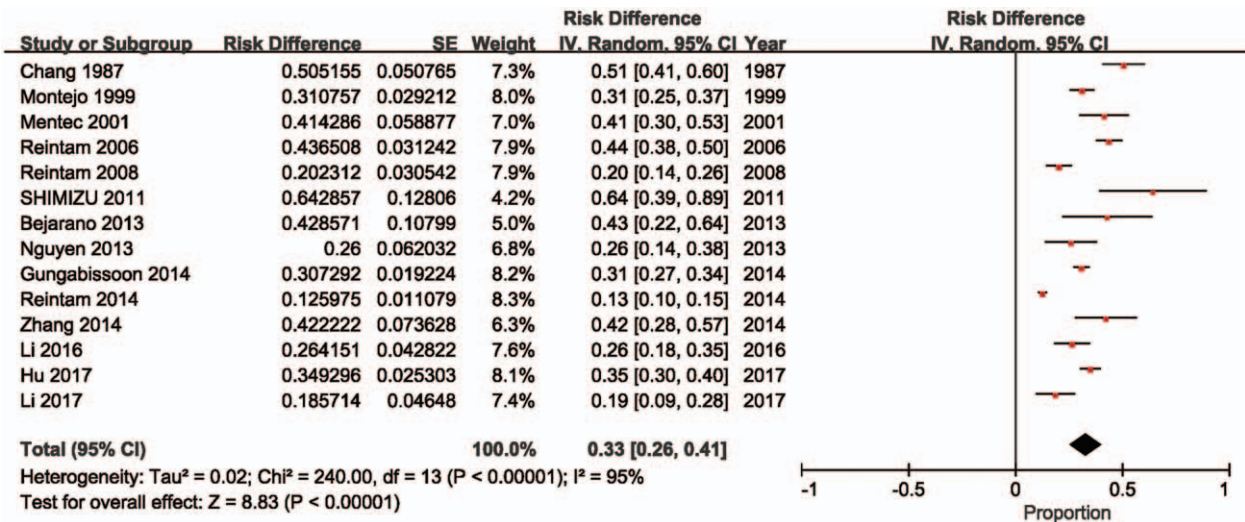 Risk Difference Risk Difference
Study or Subgroup Risk Difference SE Weight IV. Random. 95% CI Year IV. Random. 95% CI
Chang 1987 0.505155 0.050765 7.3% 0.51 [0.41, 0.60] 1987
Montejo 1999 0.310757 0.029212 8.0% 0.31 [0.25, 0.37] 1999
Mentec 2001 0.414286 0.058877 7.0% 0.41 [0.30, 0.53] 2001
Reintam 2006 0.436508 0.031242 7.9% 0.44 [0.38, 0.50] 2006
Reintam 2008 0.202312 0.030542 7.9% 0.20 [0.14, 0.26] 2008
SHIMIZU 2011 0.642857 0.12806 4.2% 0.64 [0.39, 0.89] 2011
Bejarano 2013 0.428571 0.10799 5.0% 0.43 [0.22, 0.64] 2013
Nguyen 2013 0.26 0.062032 6.8% 0.26 [0.14, 0.38] 2013
Gungabissoon 2014 0.307292 0.019224 8.2% 0.31 [0.27, 0.34] 2014
Reintam 2014 0.125975 0.011079 8.3% 0.13 [0.10, 0.15] 2014
Zhang 2014 0.422222 0.073628 6.3% 0.42 [0.28, 0.57] 2014
Li 2016 0.264151 0.042822 7.6% 0.26 [0.18, 0.35] 2016
Hu 2017 0.349296 0.025303 8.1% 0.35 [0.30, 0.40] 2017
Li 2017 0.185714 0.04648 7.4% 0.19 [0.09, 0.28] 2017
Total (95% CI) 100.0% 0.33 [0.26, 0.41]
Heterogeneity: Tau² = 0.02; Chi² = 240.00, df = 13 (P < 0.00001); I² = 95%
Test for overall effect: Z = 8.83 (P < 0.00001)
-1 -0.5 0 0.5 1
Proportion